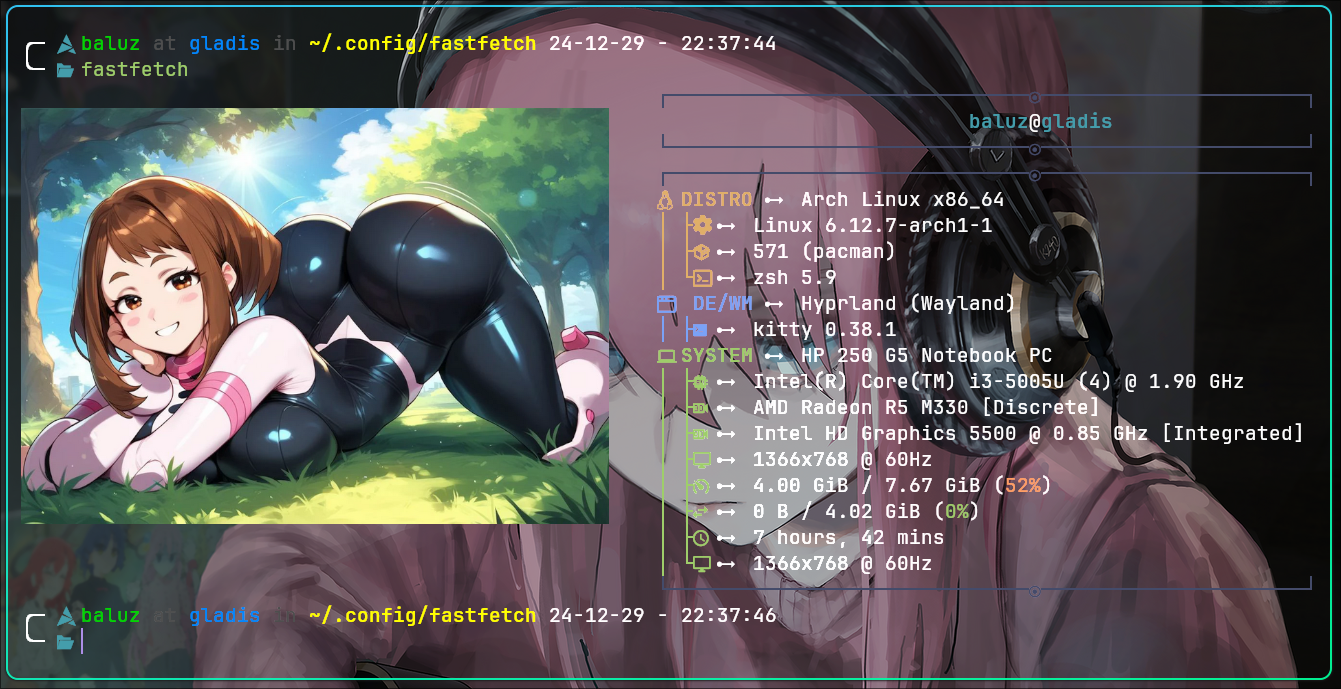 baluz at gladis in ~/.config/fastfetch 24-12-29 - 22:37:44
fastfetch
baluz@gladis
DISTRO Arch Linux x86_64
Linux 6.12.7-arch1-1
571 (pacman)
zsh 5.9
DE/WM Hyprland (Wayland)
kitty 0.38.1
SYSTEM HP 250 G5 Notebook PC
Intel(R) Core(TM) i3-5005U (4) @ 1.90 GHz
AMD Radeon R5 M330 [Discrete]
Intel HD Graphics 5500 @ 0.85 GHz [Integrated]
1366x768 @ 60Hz
4.00 GiB / 7.67 GiB (52%)
0 B / 4.02 GiB (0%)
7 hours, 42 mins
1366x768 @ 60Hz
baluz at gladis in ~/.config/fastfetch 24-12-29 - 22:37:46